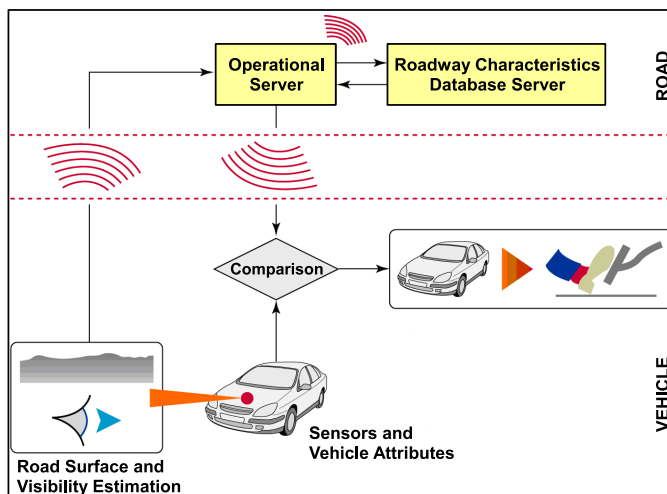 Operational
Server
Roadway Characteristics
Database Server
ROAD
Comparison
VEHICLE
Sensors and
Vehicle Attributes
Road Surface and
Visibility Estimation